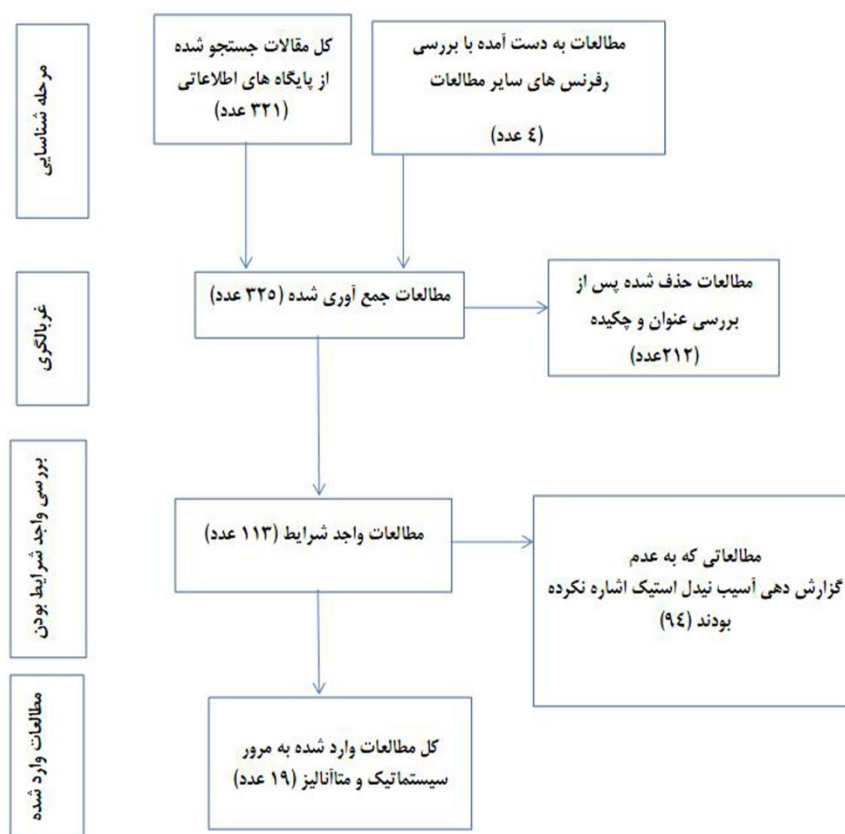 مرحله شناسایی
کل مقالات جستجو شده
از پایگاه های اطلاعاتی
(۳۲۱ عدد)
مطالعات به دست آمده با بررسی
رفرنس های سایر مطالعات
(٤ عدد)
غربالگری
مطالعات جمع آوری شده (۳۲٥ عدد)
مطالعات حذف شده پس از
بررسی عنوان و چکیده
(۲۱۲عدد)
بررسی واجد شرایط بودن
مطالعات واجد شرایط (۱۱۳ عدد)
مطالعاتی که به عدم
گزارش دهی آسیب نیدل استیک اشاره نکرده
بودند (۹٤)
مطالعات وارد شده
کل مطالعات وارد شده به مرور
سیستماتیک و متاآنالیز (۱۹ عدد)